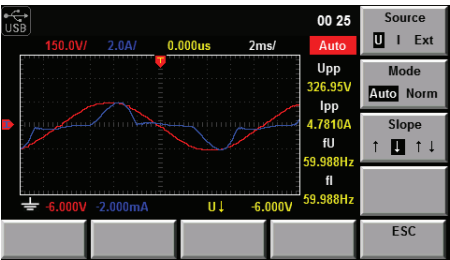 USB
00 25
150.0V/ 2.0A/ 0.000us 2ms/ Auto
T
Upp
326.95V
Ipp
4.7810A
fU
59.988Hz
fI
59.988Hz
-6.000V -2.000mA U↓ -6.000V
Source
U I Ext
Mode
Auto Norm
Slope
↑ ↓ ↑↓
ESC